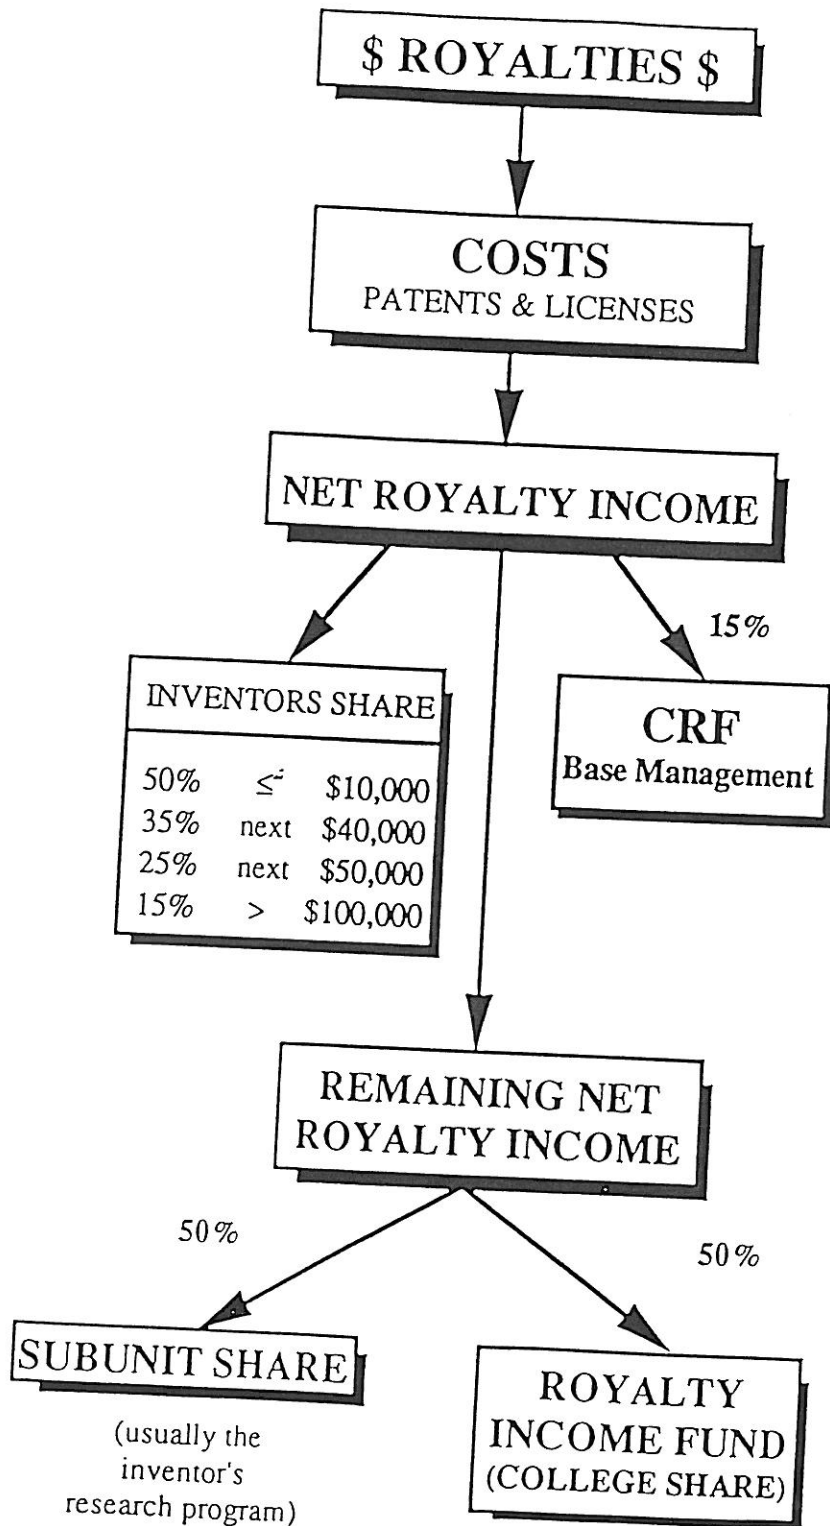 $ ROYALTIES $
COSTS
PATENTS & LICENSES
NET ROYALTY INCOME
15%
INVENTORS SHARE
50% ≤ $10,000
35% next $40,000
25% next $50,000
15% > $100,000
CRF
Base Management
REMAINING NET
ROYALTY INCOME
50%
50%
SUBUNIT SHARE
(usually the
inventor's
research program)
ROYALTY
INCOME FUND
(COLLEGE SHARE)